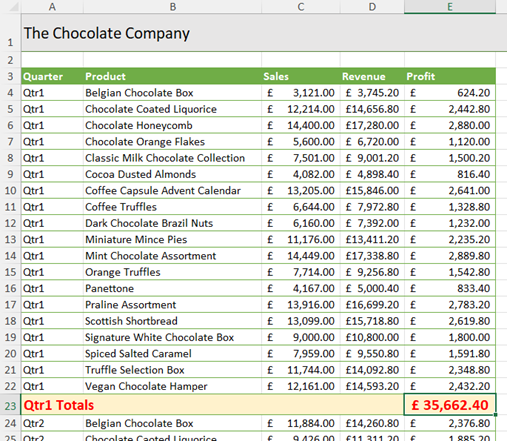 A B C D E
1 The Chocolate Company
2
3 Quarter Product Sales Revenue Profit
4 Qtr1 Belgian Chocolate Box £ 3,121.00 £ 3,745.20 £ 624.20
5 Qtr1 Chocolate Coated Liquorice £ 12,214.00 £14,656.80 £ 2,442.80
6 Qtr1 Chocolate Honeycomb £ 14,400.00 £17,280.00 £ 2,880.00
7 Qtr1 Chocolate Orange Flakes £ 5,600.00 £ 6,720.00 £ 1,120.00
8 Qtr1 Classic Milk Chocolate Collection £ 7,501.00 £ 9,001.20 £ 1,500.20
9 Qtr1 Cocoa Dusted Almonds £ 4,082.00 £ 4,898.40 £ 816.40
10 Qtr1 Coffee Capsule Advent Calendar £ 13,205.00 £15,846.00 £ 2,641.00
11 Qtr1 Coffee Truffles £ 6,644.00 £ 7,972.80 £ 1,328.80
12 Qtr1 Dark Chocolate Brazil Nuts £ 6,160.00 £ 7,392.00 £ 1,232.00
13 Qtr1 Miniature Mince Pies £ 11,176.00 £13,411.20 £ 2,235.20
14 Qtr1 Mint Chocolate Assortment £ 14,449.00 £17,338.80 £ 2,889.80
15 Qtr1 Orange Truffles £ 7,714.00 £ 9,256.80 £ 1,542.80
16 Qtr1 Panettone £ 4,167.00 £ 5,000.40 £ 833.40
17 Qtr1 Praline Assortment £ 13,916.00 £16,699.20 £ 2,783.20
18 Qtr1 Scottish Shortbread £ 13,099.00 £15,718.80 £ 2,619.80
19 Qtr1 Signature White Chocolate Box £ 9,000.00 £10,800.00 £ 1,800.00
20 Qtr1 Spiced Salted Caramel £ 7,959.00 £ 9,550.80 £ 1,591.80
21 Qtr1 Truffle Selection Box £ 11,744.00 £14,092.80 £ 2,348.80
22 Qtr1 Vegan Chocolate Hamper £ 12,161.00 £14,593.20 £ 2,432.20
23 Qtr1 Totals £ 35,662.40
24 Qtr2 Belgian Chocolate Box £ 11,884.00 £14,260.80 £ 2,376.80
25 Qtr2 Chocolate Coated Liquorice £ 9,426.00 £11,311.20 £ 1,885.20